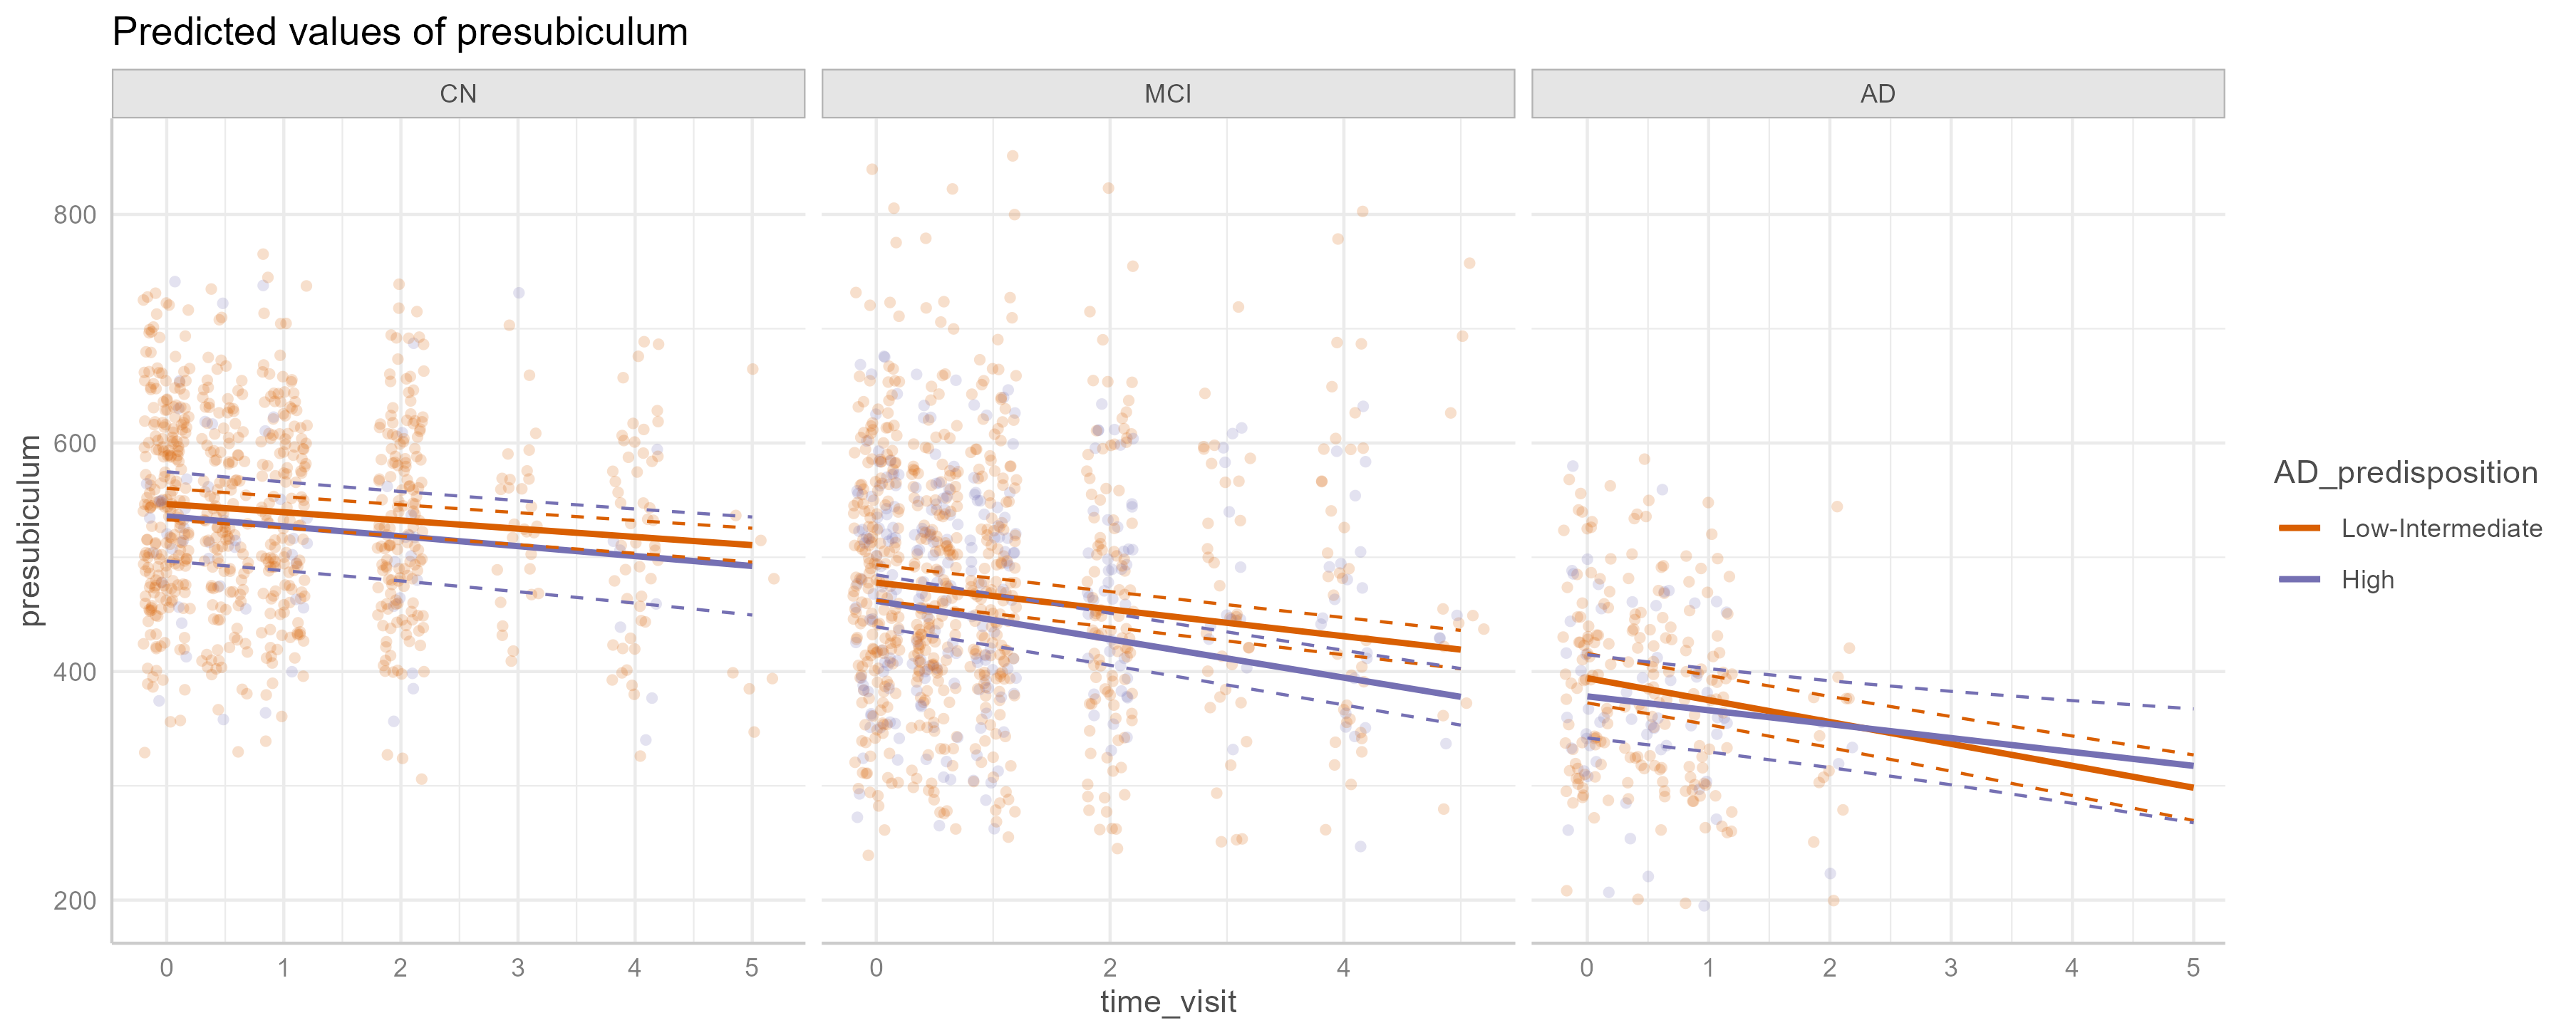 Predicted values of presubiculum
CN
MCI
AD
presubiculum
800
600
400
200
0 1 2 3 4 5
0 2 4
0 1 2 3 4 5
time_visit
AD_predisposition
Low-Intermediate
High